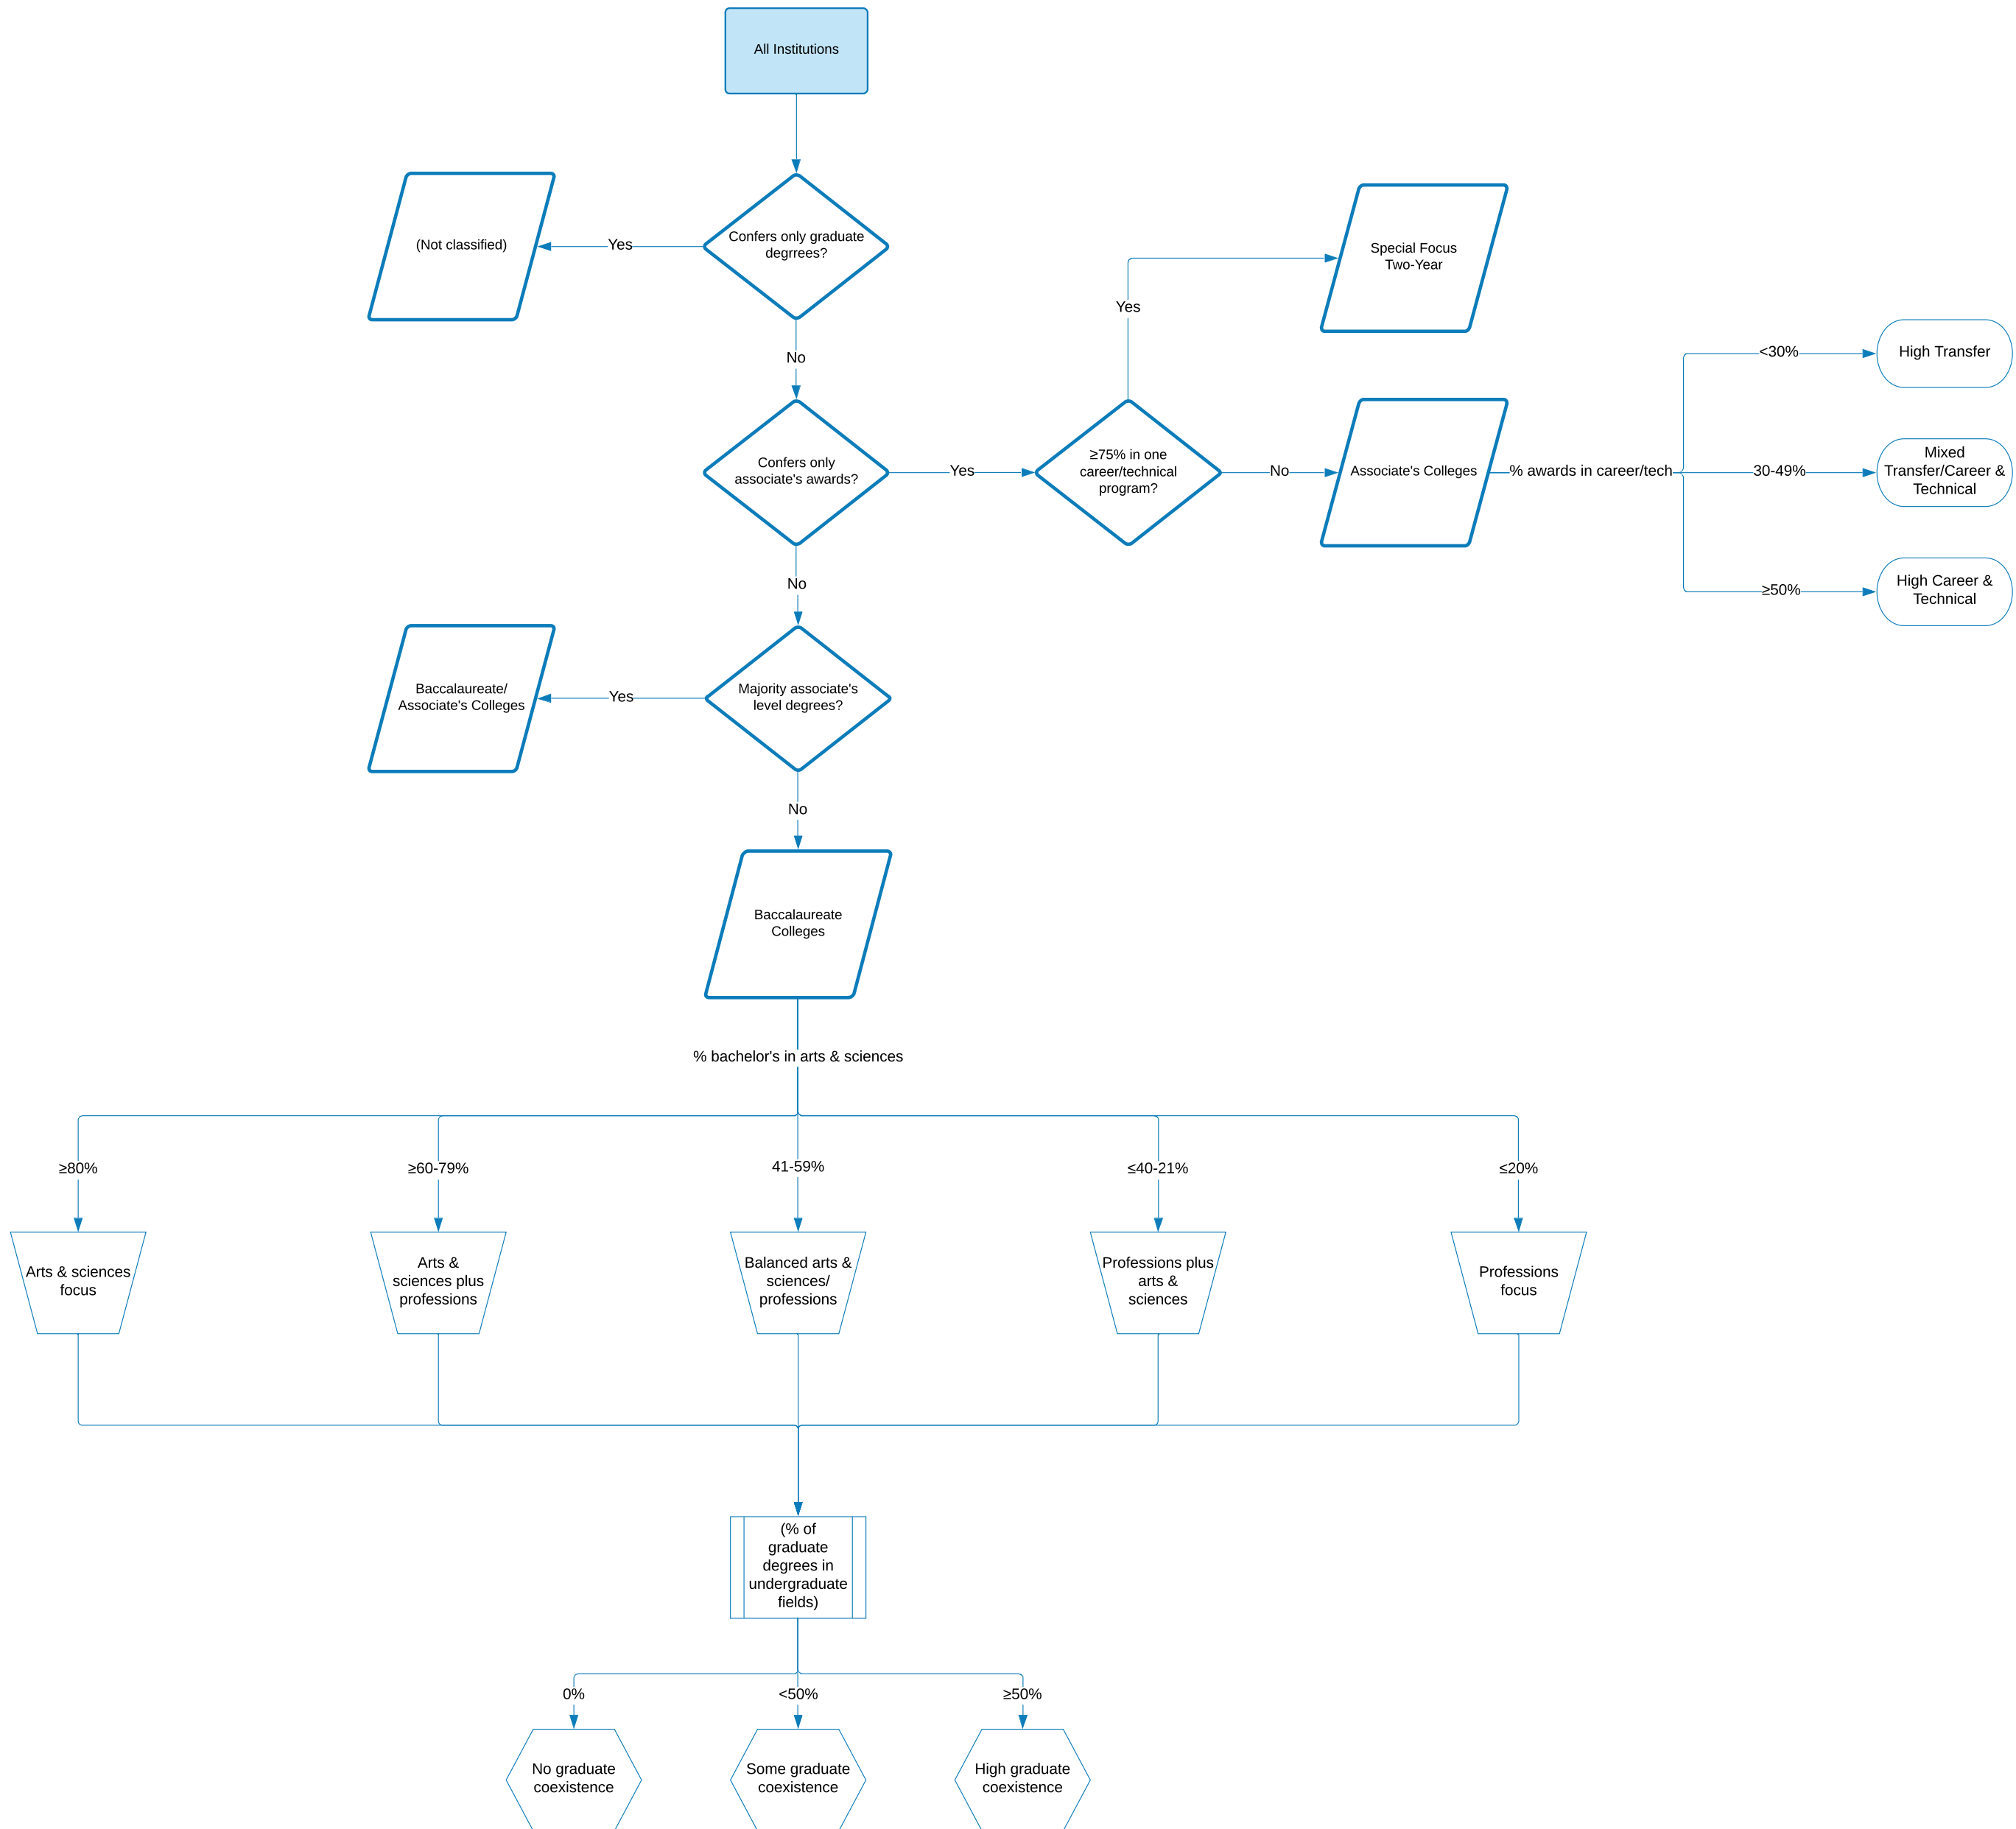 All Institutions
(Not classified)
Yes
Confers only graduate
degrrees?
Special Focus
Two-Year
Yes
No
<30%
High Transfer
Confers only
associate's awards?
Yes
≥75% in one
career/technical
program?
No
Associate's Colleges
% awards in career/tech
30-49%
Mixed
Transfer/Career &
Technical
No
≥50%
High Career &
Technical
Baccalaureate/
Associate's Colleges
Yes
Majority associate's
level degrees?
No
Baccalaureate
Colleges
% bachelor's in arts & sciences
≥80%
≥60-79%
41-59%
≤40-21%
≤20%
Arts & sciences
focus
Arts &
sciences plus
professions
Balanced arts &
sciences/
professions
Professions plus
arts &
sciences
Professions
focus
(% of
graduate
degrees in
undergraduate
fields)
0%
<50%
≥50%
No graduate
coexistence
Some graduate
coexistence
High graduate
coexistence